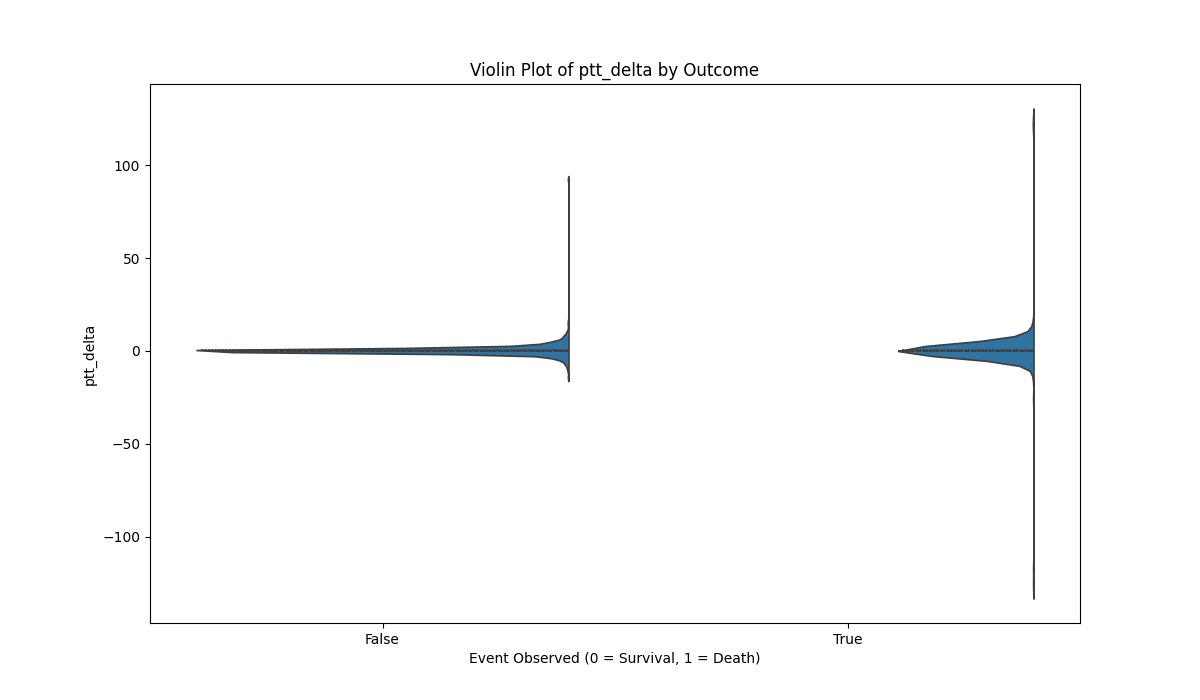 Violin Plot of ptt_delta by Outcome
100
50
0
−50
−100
ptt_delta
False True
Event Observed (0 = Survival, 1 = Death)